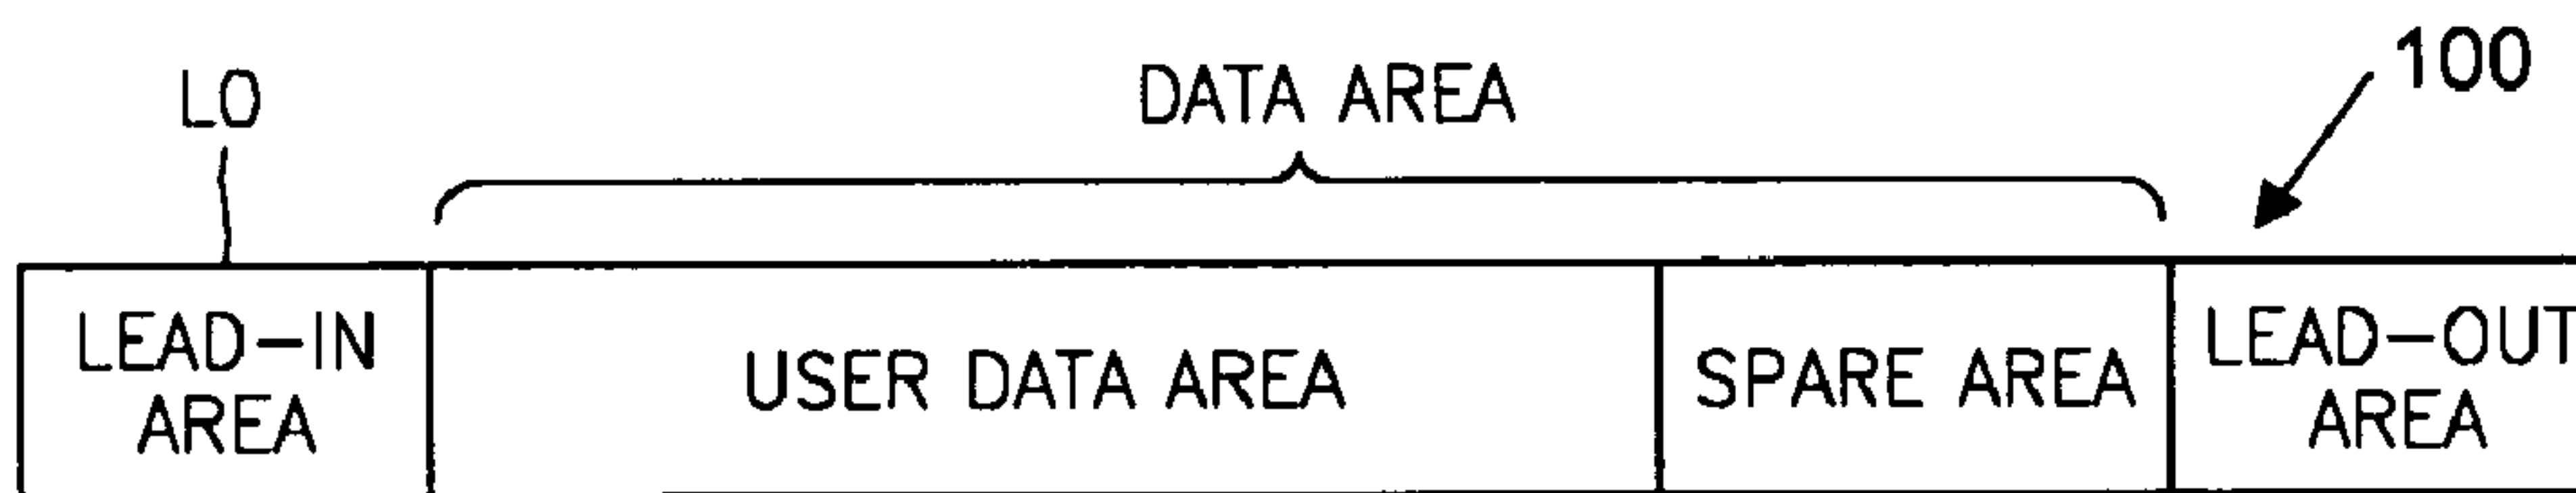 LO
DATA AREA
100
LEAD-IN
AREA
USER DATA AREA
SPARE AREA
LEAD-OUT
AREA